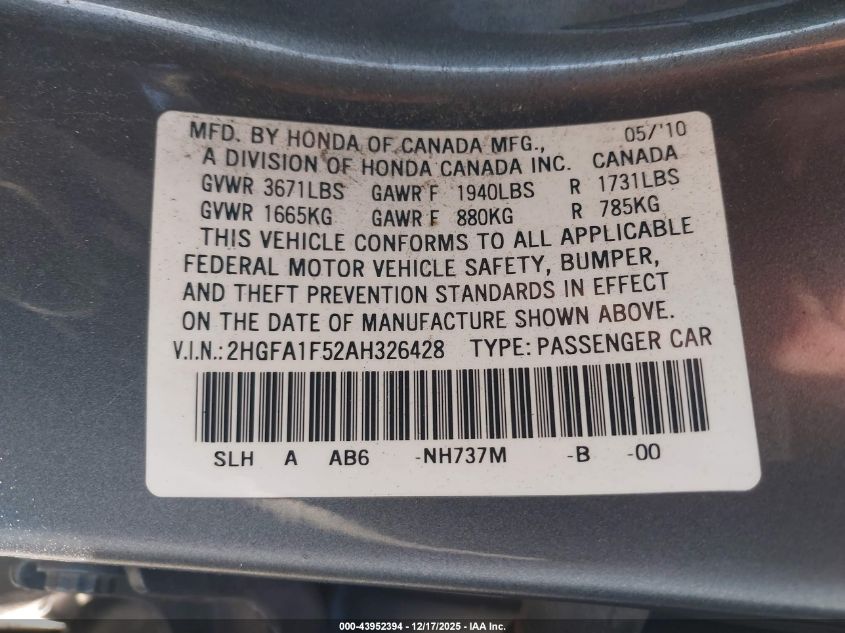 MFD. BY HONDA OF CANADA MFG., 05/'10
A DIVISION OF HONDA CANADA INC. CANADA
GVWR 3671LBS GAWR F 1940LBS R 1731LBS
GVWR 1665KG GAWR F 880KG R 785KG
THIS VEHICLE CONFORMS TO ALL APPLICABLE
FEDERAL MOTOR VEHICLE SAFETY, BUMPER,
AND THEFT PREVENTION STANDARDS IN EFFECT
ON THE DATE OF MANUFACTURE SHOWN ABOVE.
V.I.N.: 2HGFA1F52AH326428 TYPE: PASSENGER CAR
SLH A AB6 -NH737M -B -00
000-43952394 - 12/17/2025 - IAA Inc.